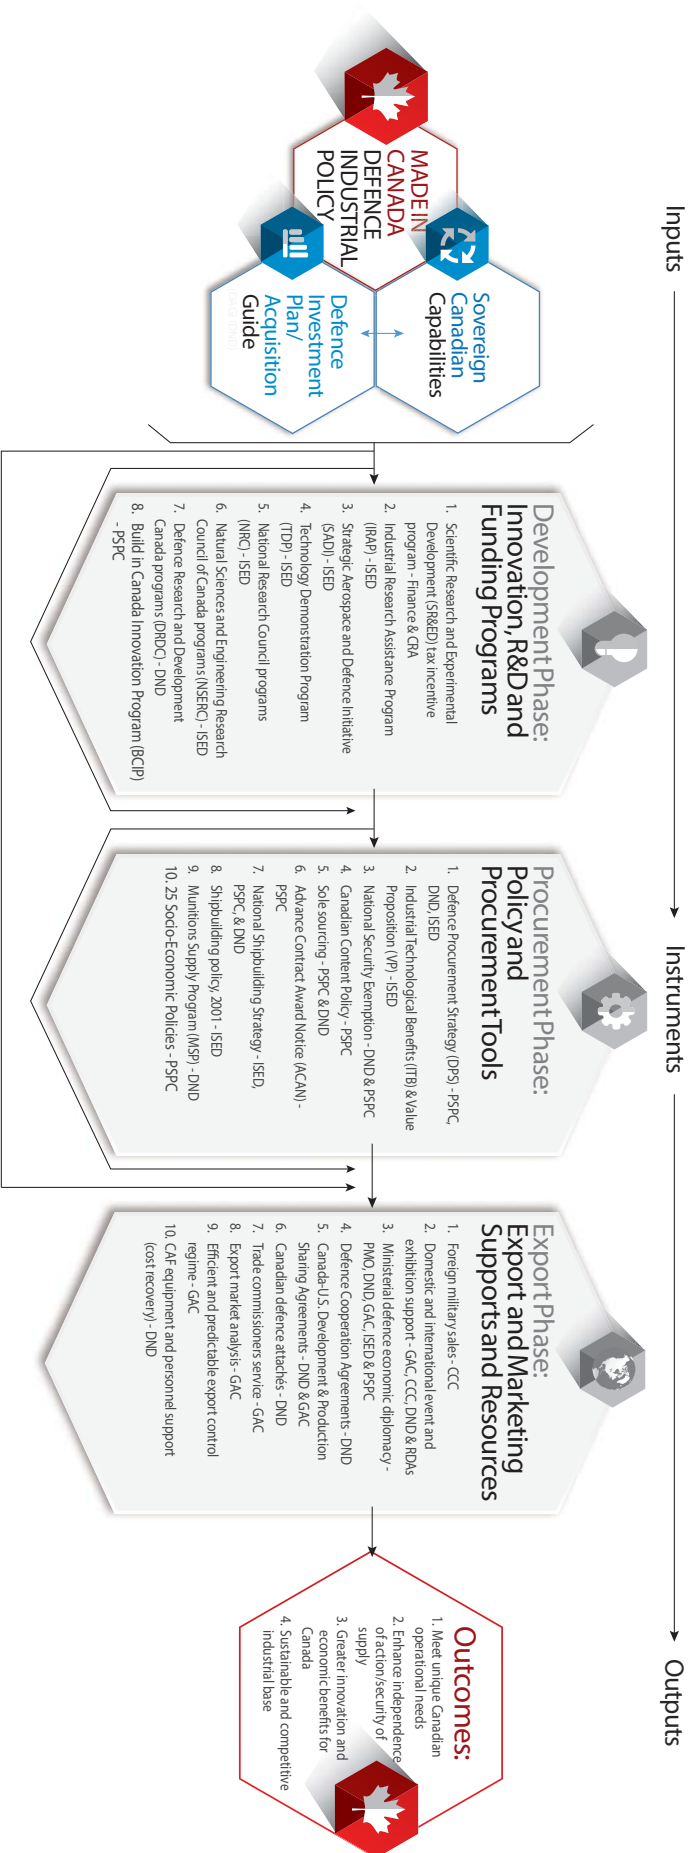 Inputs
Instruments
Outputs
MADE IN
CANADA
DEFENCE
INDUSTRIAL
POLICY
Sovereign
Canadian
Capabilities
Defence
Investment
Plan/
Acquisition
Guide
Development Phase:
Innovation, R&D and
Funding Programs
1. Scientific Research and Experimental
Development (SR&ED) tax incentive
program - Finance & CRA
2. Industrial Research Assistance Program
(IRAP) - ISED
3. Strategic Aerospace and Defence Initiative
(SADI) - ISED
4. Technology Demonstration Program
(TDP) - ISED
5. National Research Council programs
(NRC) - ISED
6. Natural Sciences and Engineering Research
Council of Canada programs (NSERC) - ISED
7. Defence Research and Development
Canada programs (DRDC) - DND
8. Build in Canada Innovation Program (BCIP)
- PSPC
Procurement Phase:
Policy and
Procurement Tools
1. Defence Procurement Strategy (DPS) - PSPC,
DND, ISED
2. Industrial Technological Benefits (ITB) & Value
Proposition (VP) - ISED
3. National Security Exemption - DND & PSPC
4. Canadian Content Policy - PSPC
5. Sole sourcing - PSPC & DND
6. Advance Contract Award Notice (ACAN) -
PSPC
7. National Shipbuilding Strategy - ISED,
PSPC, & DND
8. Shipbuilding policy, 2001 - ISED
9. Munitions Supply Program (MSP) - DND
10. 25 Socio-Economic Policies - PSPC
Export Phase:
Export and Marketing
Supports and Resources
1. Foreign military sales - CCC
2. Domestic and international event and
exhibition support - GAC, CCC, DND & RDAs
3. Ministerial defence economic diplomacy -
PMO, DND, GAC, ISED & PSPC
4. Defence Cooperation Agreements - DND
5. Canada-U.S. Development & Production
Sharing Agreements - DND & GAC
6. Canadian defence attachés - DND
7. Trade commissioners service - GAC
8. Export market analysis - GAC
9. Efficient and predictable export control
regime - GAC
10. CAF equipment and personnel support
(cost recovery) - DND
Outcomes:
1. Meet unique Canadian
operational needs
2. Enhance independence
of action/security of
supply
3. Greater innovation and
economic benefits for
Canada
4. Sustainable and competitive
industrial base